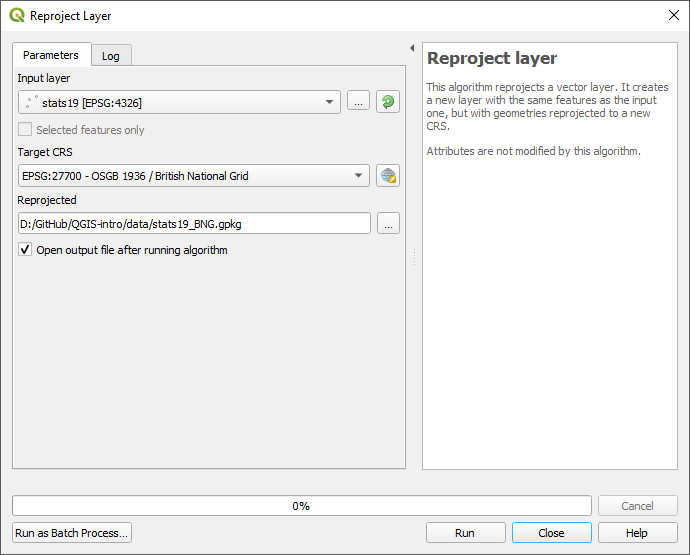 Reproject Layer
Parameters
Log
Input layer
stats19 [EPSG:4326]
...
Selected features only
Target CRS
EPSG:27700 - OSGB 1936 / British National Grid
Reprojected
D:/GitHub/QGIS-intro/data/stats19_BNG.gpkg
...
Open output file after running algorithm
Reproject layer
This algorithm reprojects a vector layer. It creates
a new layer with the same features as the input
one, but with geometries reprojected to a new
CRS.
Attributes are not modified by this algorithm.
0%
Cancel
Run as Batch Process...
Run
Close
Help